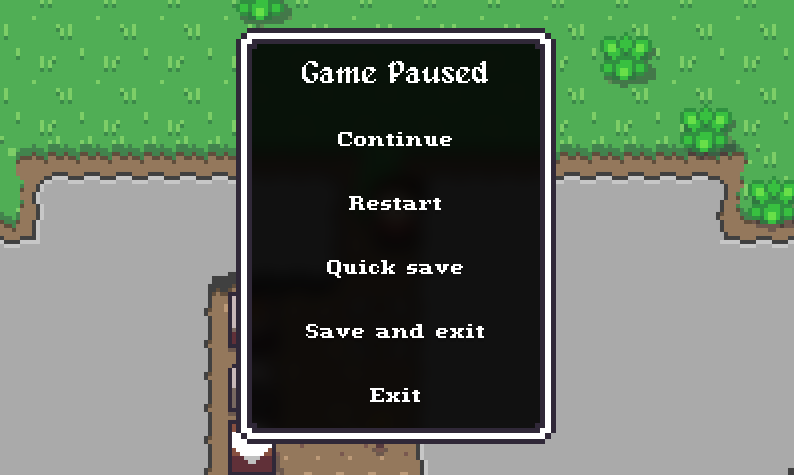 Game Paused
Continue
Restart
Quick save
Save and exit
Exit